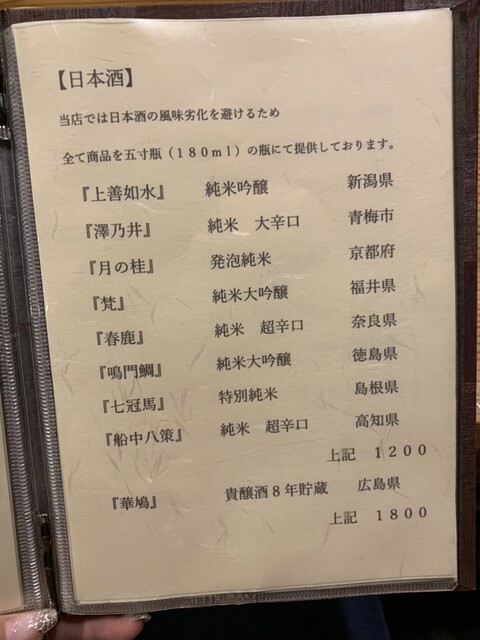 【日本酒】
当店では日本酒の風味劣化を避けるため
全て商品を五寸瓶(180ml)の瓶にて提供しております。
『上善如水』 純米吟醸 新潟県
『澤乃井』 純米 大辛口 青梅市
『月の桂』 発泡純米 京都府
『梵』 純米大吟醸 福井県
『春鹿』 純米 超辛口 奈良県
『鳴門鯛』 純米大吟醸 徳島県
『七冠馬』 特別純米 島根県
『船中八策』 純米 超辛口 高知県
上記 1200
『華鳩』 貴醸酒8年貯蔵 広島県
上記 1800